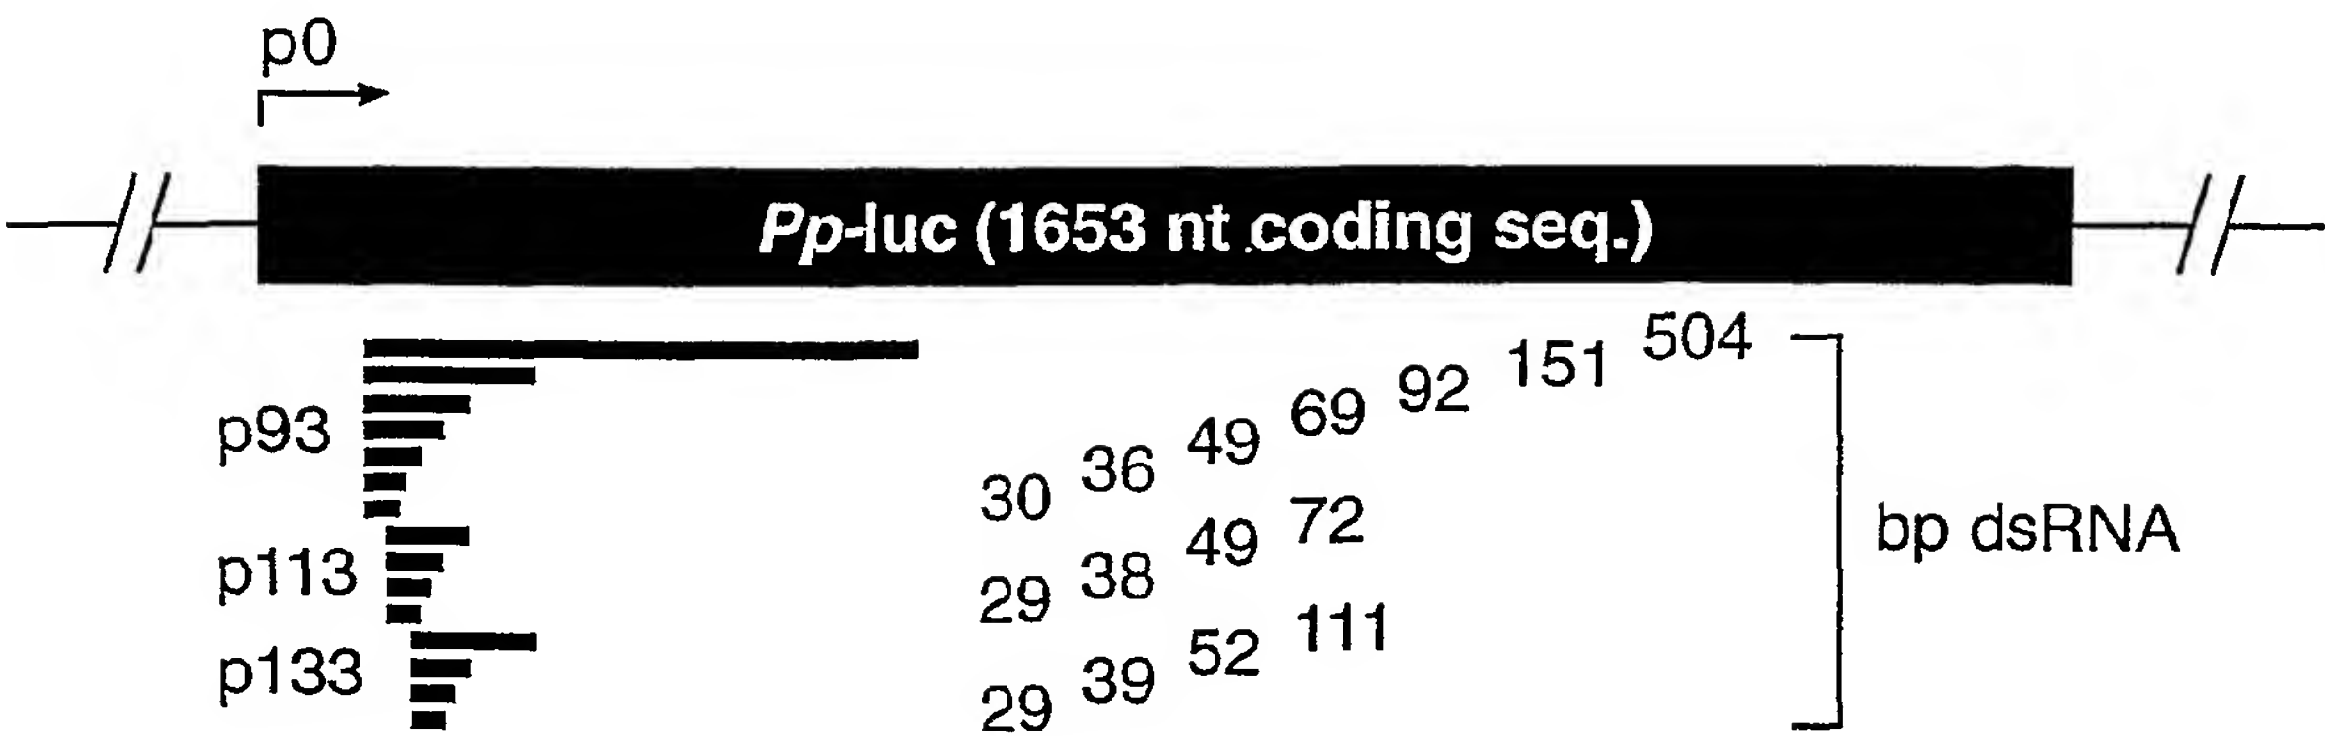 p0
Pp-luc (1653 nt coding seq.)
504
151
92
69
p93
49
36
30
72
49
bp dsRNA
p113
38
29
111
52
p133
39
29